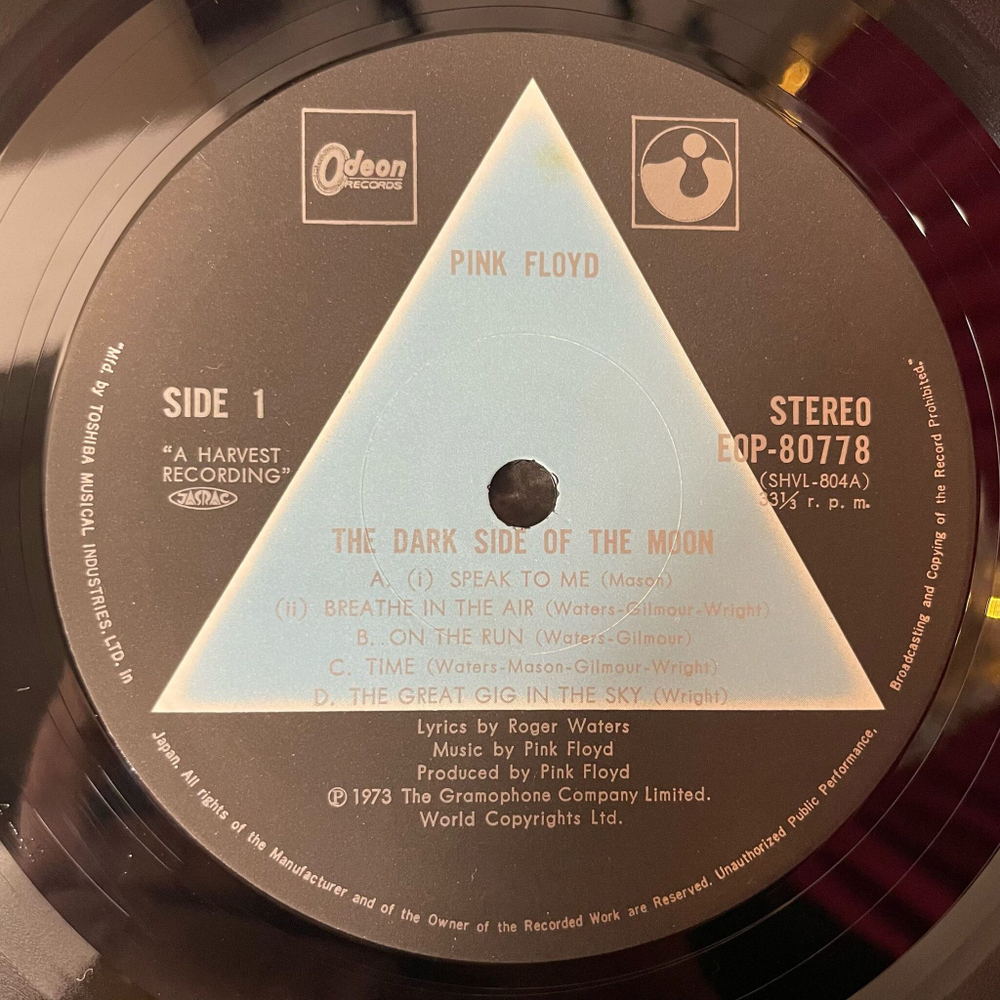 Odeon
RECORDS
PINK FLOYD
SIDE 1
"A HARVEST
RECORDING"
JASRAC
STEREO
EOP-80778
(SHVL-804A)
33⅓ r. p. m.
THE DARK SIDE OF THE MOON
A. (i) SPEAK TO ME (Mason)
(ii) BREATHE IN THE AIR (Waters-Gilmour-Wright)
B. ON THE RUN (Waters-Gilmour)
C. TIME (Waters-Mason-Gilmour-Wright)
D. THE GREAT GIG IN THE SKY (Wright)
Lyrics by Roger Waters
Music by Pink Floyd
Produced by Pink Floyd
℗ 1973 The Gramophone Company Limited.
World Copyrights Ltd.
"Mfd. by TOSHIBA MUSICAL INDUSTRIES, LTD. In Japan. All rights of the Manufacturer and of the Owner of the Recorded Work are Reserved. Unauthorized Public Performance, Broadcasting and Copying of the Record Prohibited."